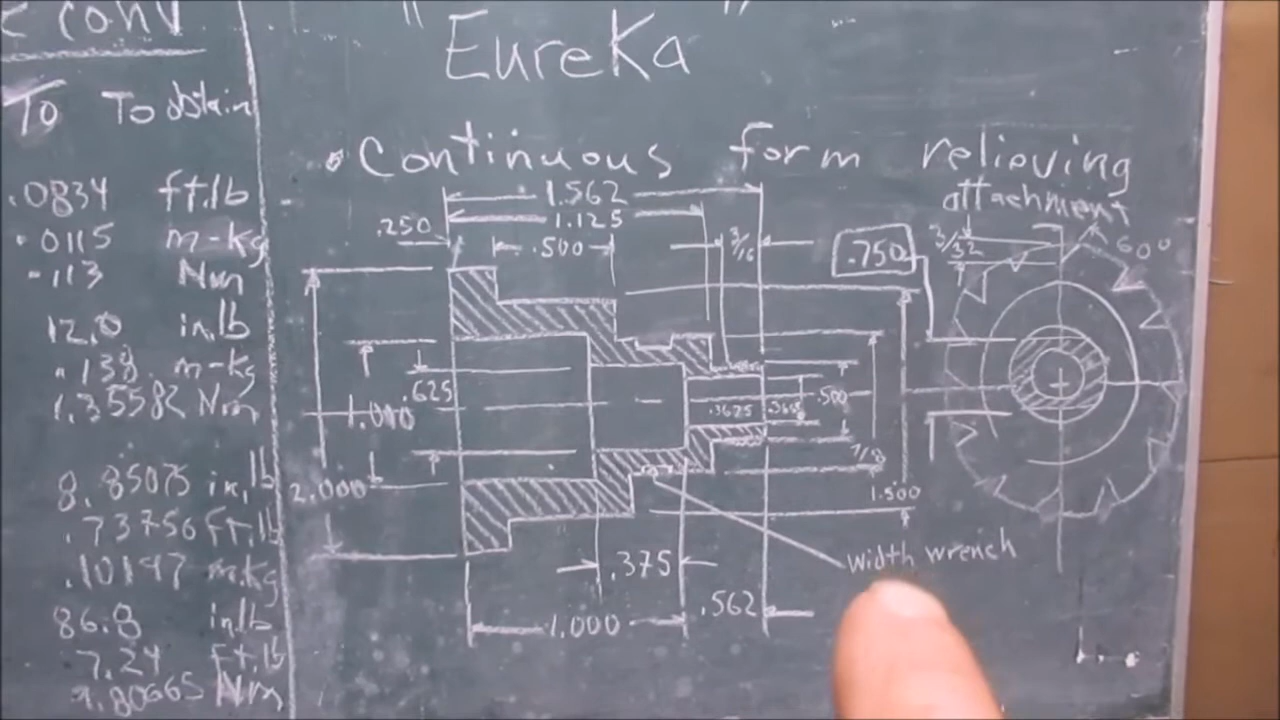 " EureKa "
• Continuous form relieving
attachment
To To obtain
.0834 ft.lb
.0115 m-kg
.113 Nm
12.0 in.lb
.138 m-kg
1.35582 Nm
8.85075 in.lb
.73756 Ft.lb
.10197 m.kg
86.8 in.lb
7.24 Ft.lb
9.80665 Nm
1.562
1.125
.250
.500
3/16
.750
3/32
60°
.625
1.000
2.000
.3625
.500
7/8
1.500
width wrench
.375
.562
1.000